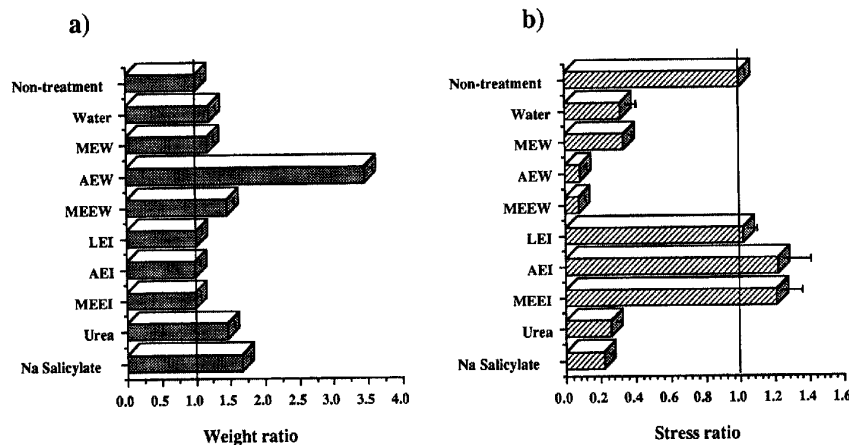 a)
Non-treatment
Water
MEW
AEW
MEEW
LEI
AEI
MEEI
Urea
Na Salicylate
0.0 0.5 1.0 1.5 2.0 2.5 3.0 3.5 4.0
Weight ratio
b)
Non-treatment
Water
MEW
AEW
MEEW
LEI
AEI
MEEI
Urea
Na Salicylate
0.0 0.2 0.4 0.6 0.8 1.0 1.2 1.4 1.6
Stress ratio